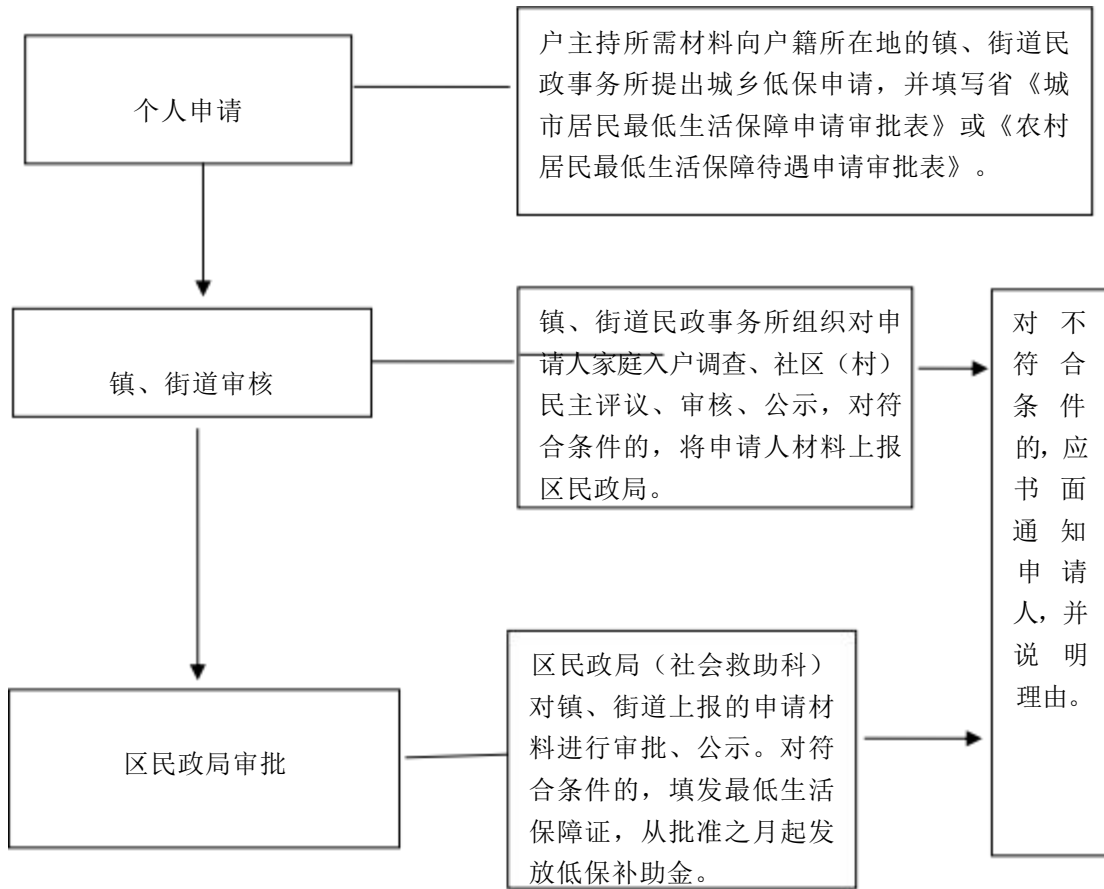 个人申请
户主持所需材料向户籍所在地的镇、街道民
政事务所提出城乡低保申请，并填写省《城
市居民最低生活保障申请审批表》或《农村
居民最低生活保障待遇申请审批表》。
镇、街道审核
镇、街道民政事务所组织对申
请人家庭入户调查、社区（村）
民主评议、审核、公示，对符
合条件的，将申请人材料上报
区民政局。
对不
符合
条件
的，应
书面
通知
申请
人，并
说明
理由。
区民政局审批
区民政局（社会救助科）
对镇、街道上报的申请材
料进行审批、公示。对符
合条件的，填发最低生活
保障证，从批准之月起发
放低保补助金。